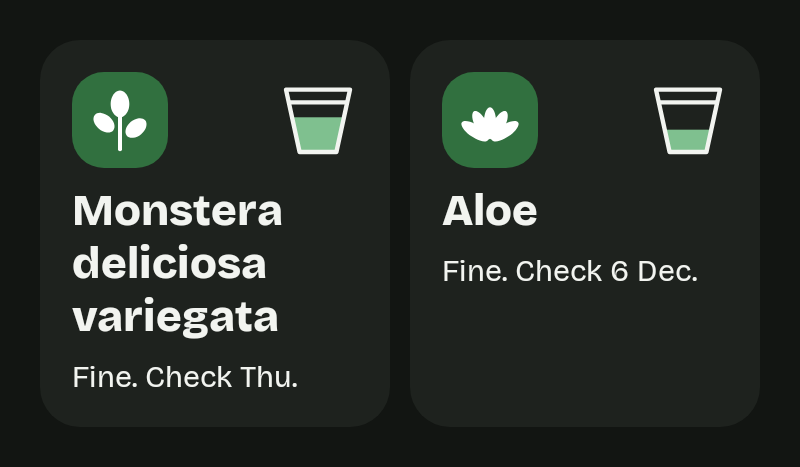 Monstera
deliciosa
variegata
Fine. Check Thu.
Aloe
Fine. Check 6 Dec.